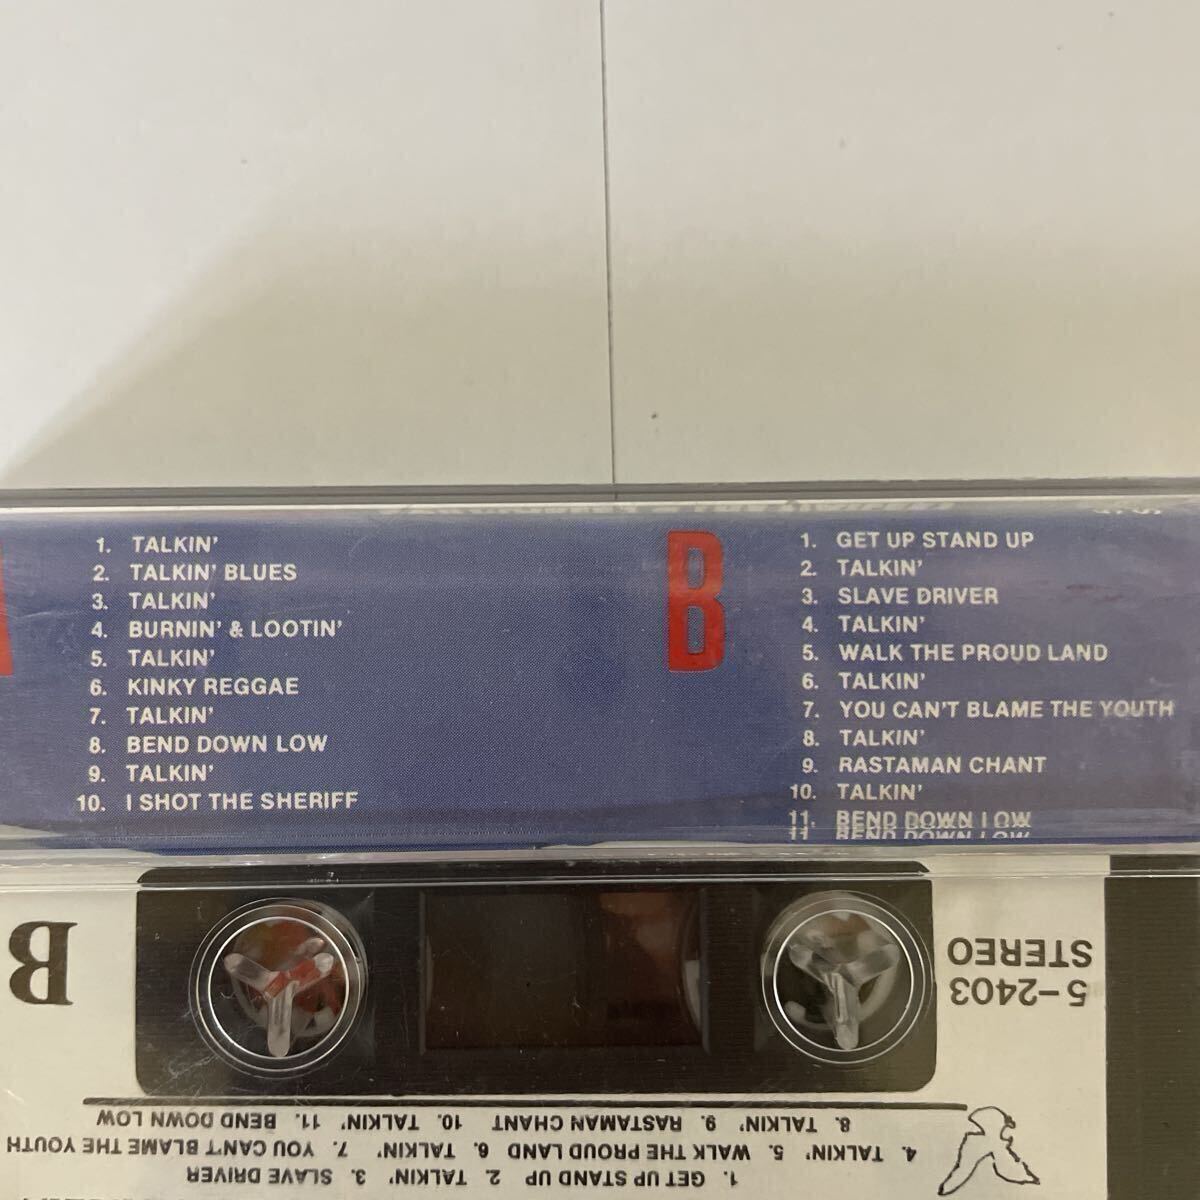 1. TALKIN'
2. TALKIN' BLUES
3. TALKIN'
4. BURNIN' & LOOTIN'
5. TALKIN'
6. KINKY REGGAE
7. TALKIN'
8. BEND DOWN LOW
9. TALKIN'
10. I SHOT THE SHERIFF
B
1. GET UP STAND UP
2. TALKIN'
3. SLAVE DRIVER
4. TALKIN'
5. WALK THE PROUD LAND
6. TALKIN'
7. YOU CAN'T BLAME THE YOUTH
8. TALKIN'
9. RASTAMAN CHANT
10. TALKIN'
11. BEND DOWN LOW
1. GET UP STAND UP 2. TALKIN' 3. SLAVE DRIVER
4. TALKIN' 5. WALK THE PROUD LAND 6. TALKIN' 7. YOU CAN'T BLAME THE YOUTH
8. TALKIN' 9. RASTAMAN CHANT 10. TALKIN' 11. BEND DOWN LOW
5-2403
STEREO
B